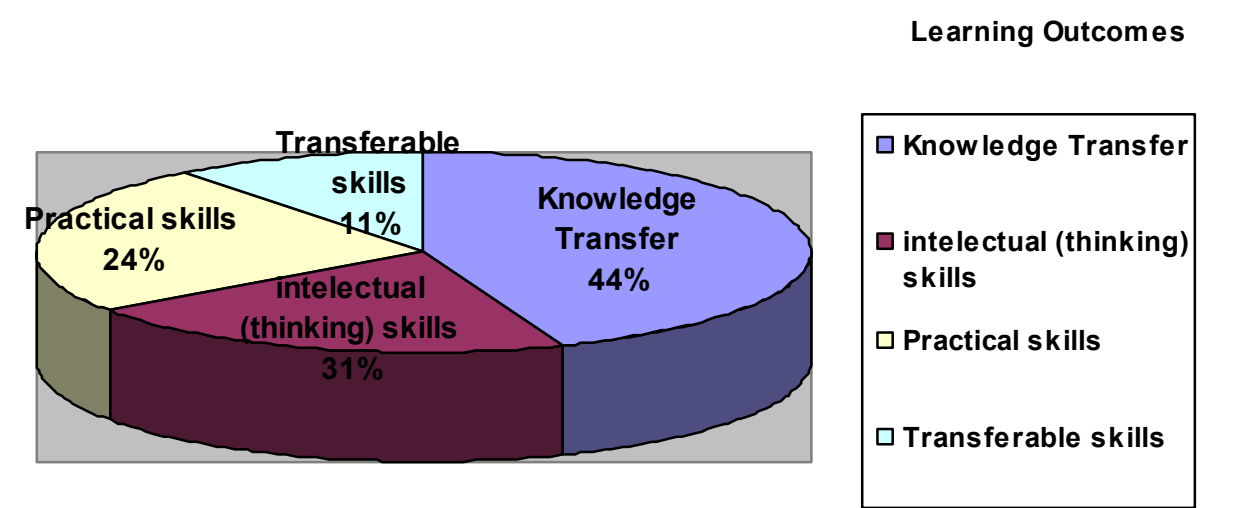 Learning Outcomes
Transferable
skills
11%
Knowledge
Transfer
44%
Practical skills
24%
intelectual
(thinking) skills
31%
Knowledge Transfer
intelectual (thinking)
skills
Practical skills
Transferable skills